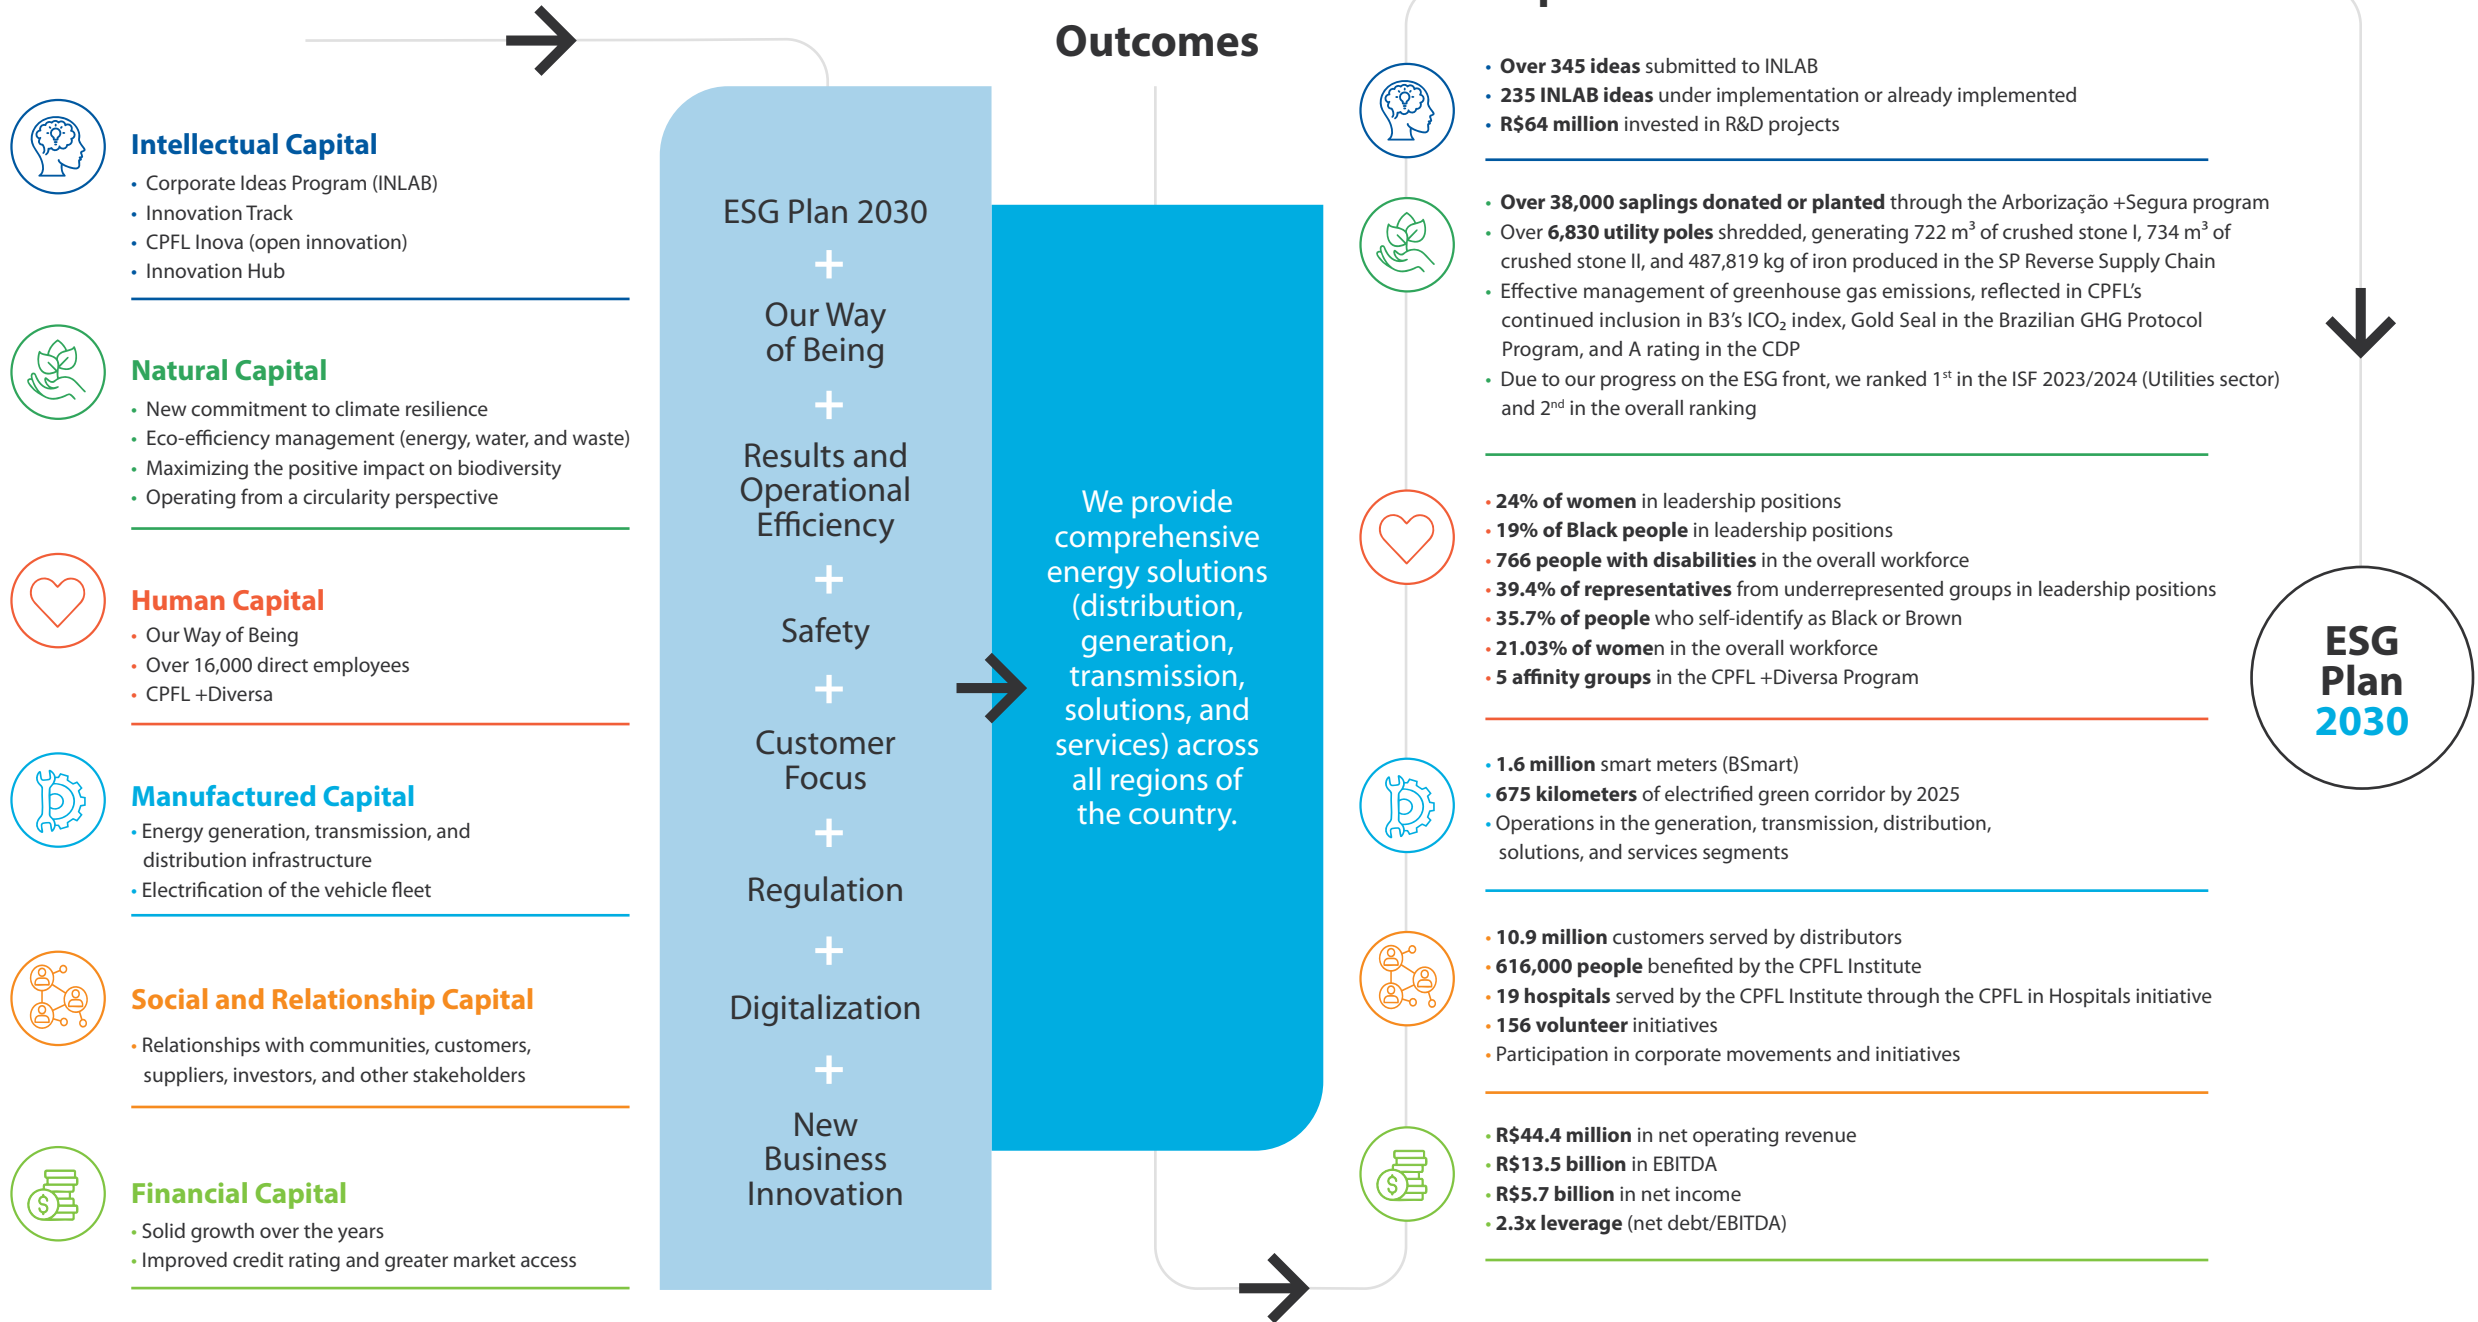 Outcomes
Intellectual Capital
• Corporate Ideas Program (INLAB)
• Innovation Track
• CPFL Inova (open innovation)
• Innovation Hub
Natural Capital
• New commitment to climate resilience
• Eco-efficiency management (energy, water, and waste)
• Maximizing the positive impact on biodiversity
• Operating from a circularity perspective
Human Capital
• Our Way of Being
• Over 16,000 direct employees
• CPFL +Diversa
Manufactured Capital
• Energy generation, transmission, and
distribution infrastructure
• Electrification of the vehicle fleet
Social and Relationship Capital
• Relationships with communities, customers,
suppliers, investors, and other stakeholders
Financial Capital
• Solid growth over the years
• Improved credit rating and greater market access
ESG Plan 2030
+
Our Way
of Being
+
Results and
Operational
Efficiency
+
Safety
+
Customer
Focus
+
Regulation
+
Digitalization
+
New
Business
Innovation
We provide
comprehensive
energy solutions
(distribution,
generation,
transmission,
solutions, and
services) across
all regions of
the country.
• Over 345 ideas submitted to INLAB
• 235 INLAB ideas under implementation or already implemented
• R$64 million invested in R&D projects
• Over 38,000 saplings donated or planted through the Arborização +Segura program
• Over 6,830 utility poles shredded, generating 722 m³ of crushed stone I, 734 m³ of
crushed stone II, and 487,819 kg of iron produced in the SP Reverse Supply Chain
• Effective management of greenhouse gas emissions, reflected in CPFL's
continued inclusion in B3's ICO₂ index, Gold Seal in the Brazilian GHG Protocol
Program, and A rating in the CDP
• Due to our progress on the ESG front, we ranked 1st in the ISF 2023/2024 (Utilities sector)
and 2nd in the overall ranking
• 24% of women in leadership positions
• 19% of Black people in leadership positions
• 766 people with disabilities in the overall workforce
• 39.4% of representatives from underrepresented groups in leadership positions
• 35.7% of people who self-identify as Black or Brown
• 21.03% of women in the overall workforce
• 5 affinity groups in the CPFL +Diversa Program
• 1.6 million smart meters (BSmart)
• 675 kilometers of electrified green corridor by 2025
• Operations in the generation, transmission, distribution,
solutions, and services segments
• 10.9 million customers served by distributors
• 616,000 people benefited by the CPFL Institute
• 19 hospitals served by the CPFL Institute through the CPFL in Hospitals initiative
• 156 volunteer initiatives
• Participation in corporate movements and initiatives
• R$44.4 million in net operating revenue
• R$13.5 billion in EBITDA
• R$5.7 billion in net income
• 2.3x leverage (net debt/EBITDA)
ESG
Plan
2030